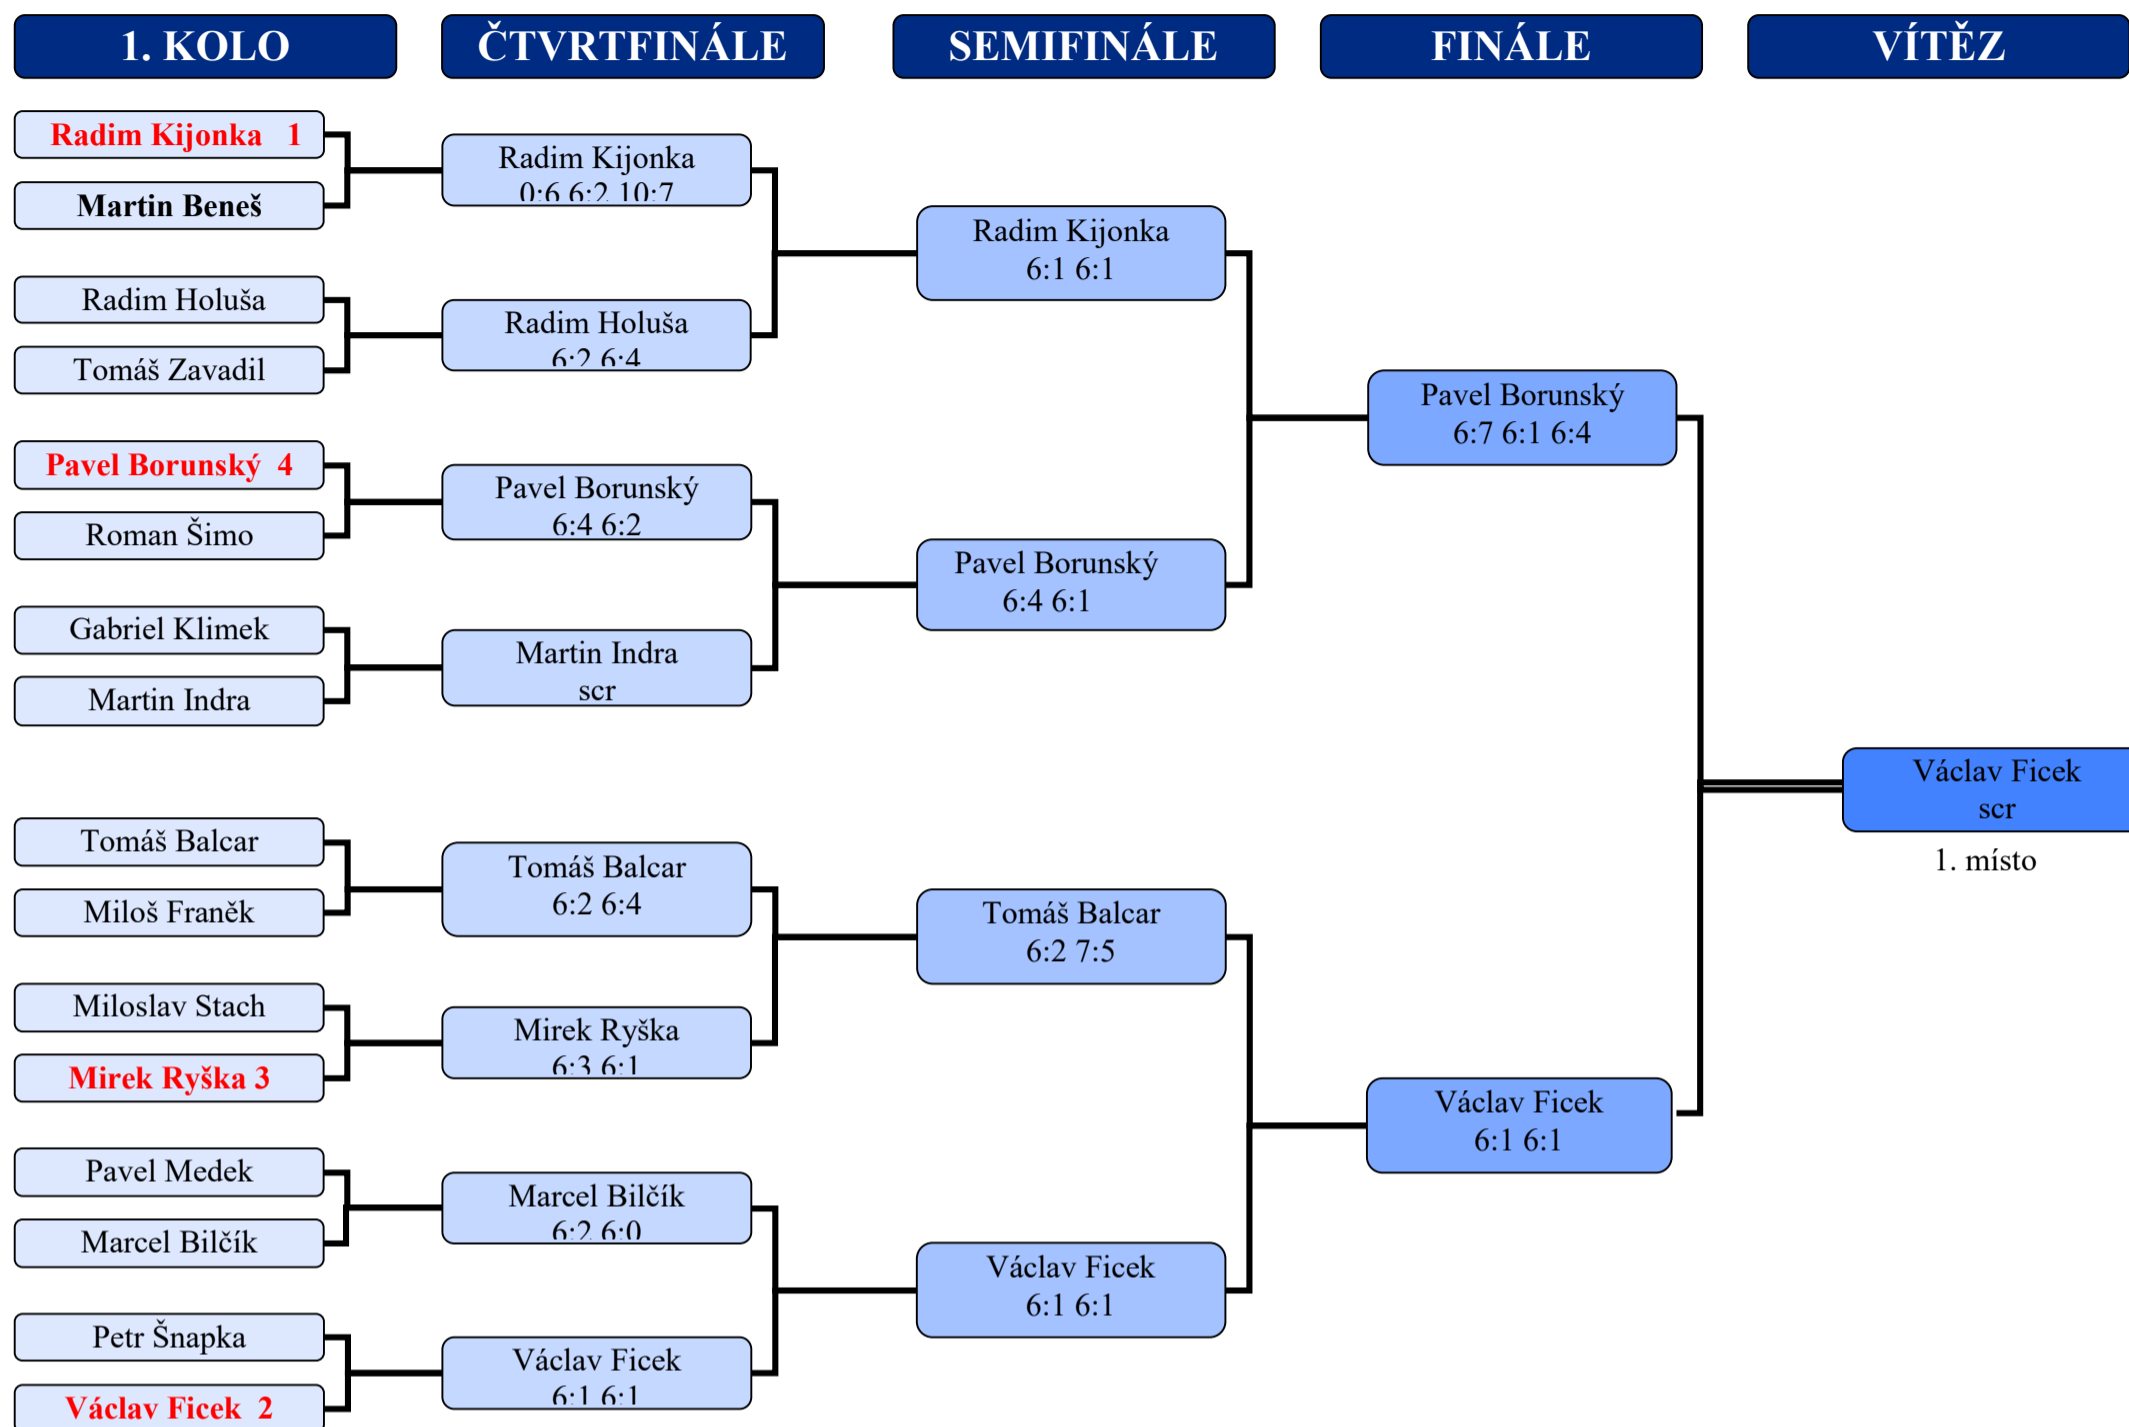 1. KOLO
ČTVRTFINÁLE
SEMIFINÁLE
FINÁLE
VÍTĚZ
Radim Kijonka 1
Martin Beneš
Radim Holuša
Tomáš Zavadil
Pavel Borunský 4
Roman Šimo
Gabriel Klimek
Martin Indra
Tomáš Balcar
Miloš Franěk
Miloslav Stach
Mirek Ryška 3
Pavel Medek
Marcel Bilčík
Petr Šnapka
Václav Ficek 2
Radim Kijonka
0:6 6:2 10:7
Radim Holuša
6:2 6:4
Pavel Borunský
6:4 6:2
Martin Indra
scr
Tomáš Balcar
6:2 6:4
Mirek Ryška
6:3 6:1
Marcel Bilčík
6:2 6:0
Václav Ficek
6:1 6:1
Radim Kijonka
6:1 6:1
Pavel Borunský
6:4 6:1
Tomáš Balcar
6:2 7:5
Václav Ficek
6:1 6:1
Pavel Borunský
6:7 6:1 6:4
Václav Ficek
6:1 6:1
Václav Ficek
scr
1. místo